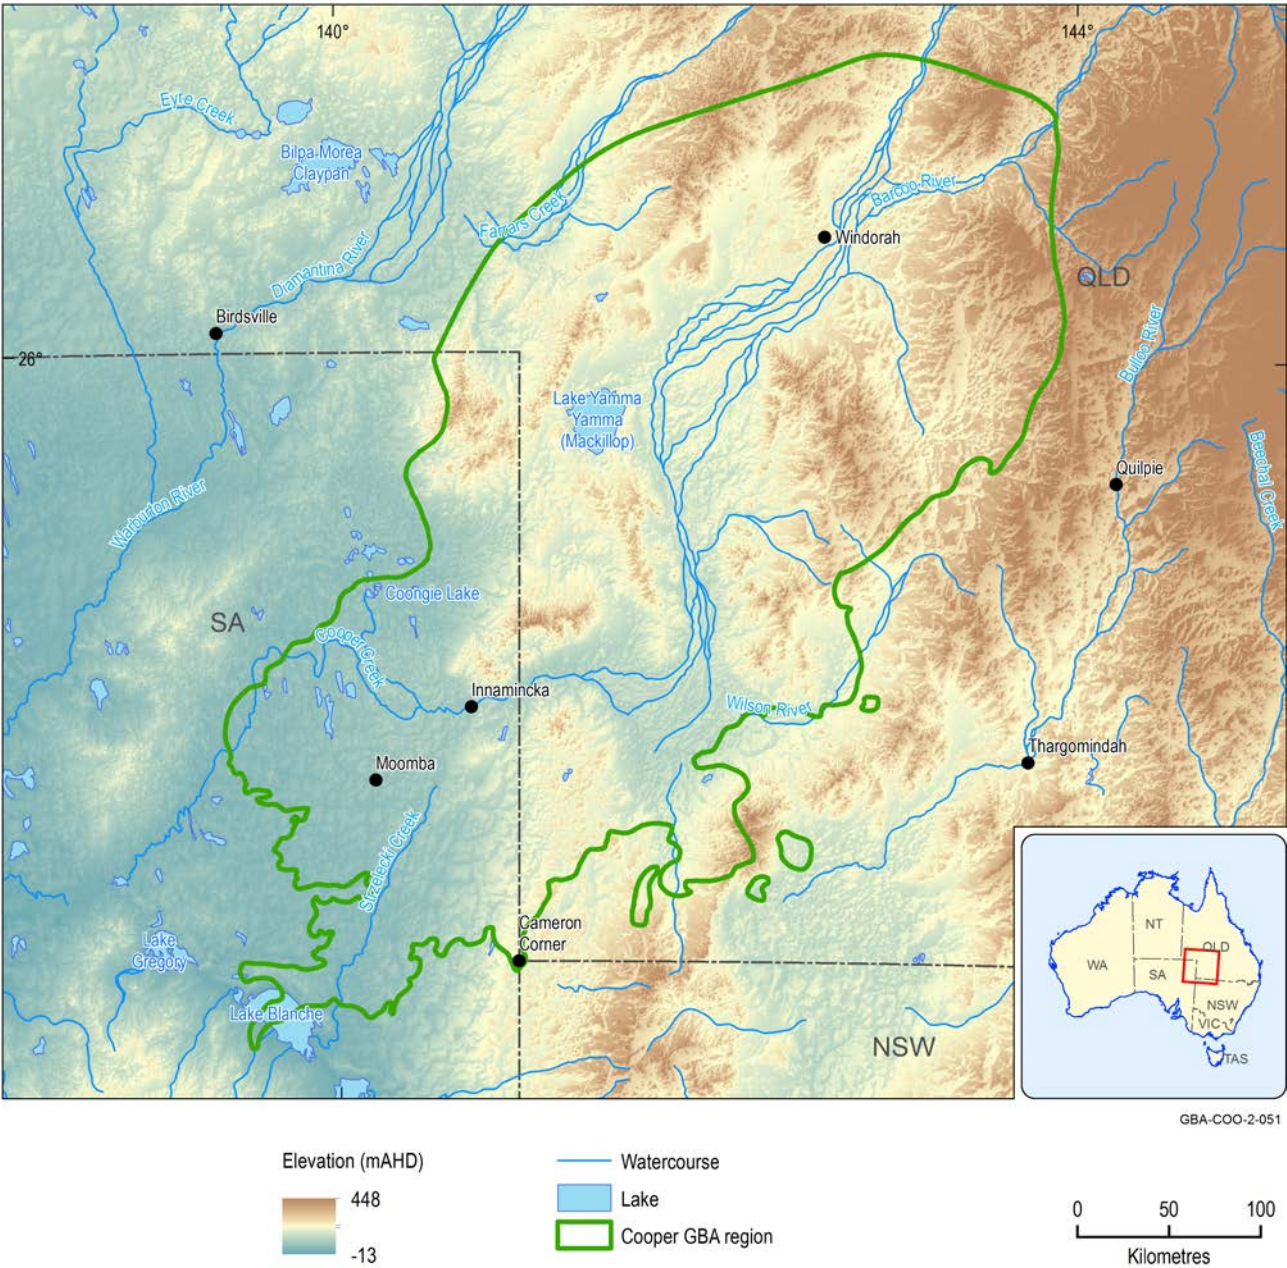 140°
144°
Eyre Creek
Bilpa Morea
Claypan
Farrars Creek
Barcoo River
Windorah
Diamantina River
QLD
Birdsville
Bulloo River
26°
Lake Yamma
Yamma
(Mackillop)
Beechal Creek
Quilpie
Warburton River
Coongie Lake
SA
Cooper Creek
Innamincka
Wilson River
Thargomindah
Moomba
Strzelecki Creek
Cameron
Corner
Lake
Gregory
Lake Blanche
NSW
NT
QLD
WA
SA
NSW
VIC
TAS
GBA-COO-2-051
Elevation (mAHD)
448
-13
Watercourse
Lake
Cooper GBA region
0 50 100
Kilometres